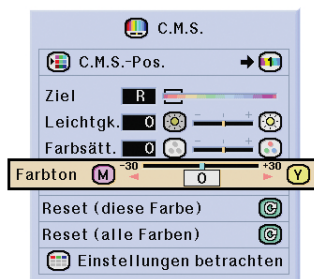 C.M.S.
C.M.S.-Pos. 1
Ziel R
Leichtgk. 0 - +
Farbsätt. 0 - +
-30 +30
Farbton M 0 Y
Reset (diese Farbe)
Reset (alle Farben)
Einstellungen betrachten